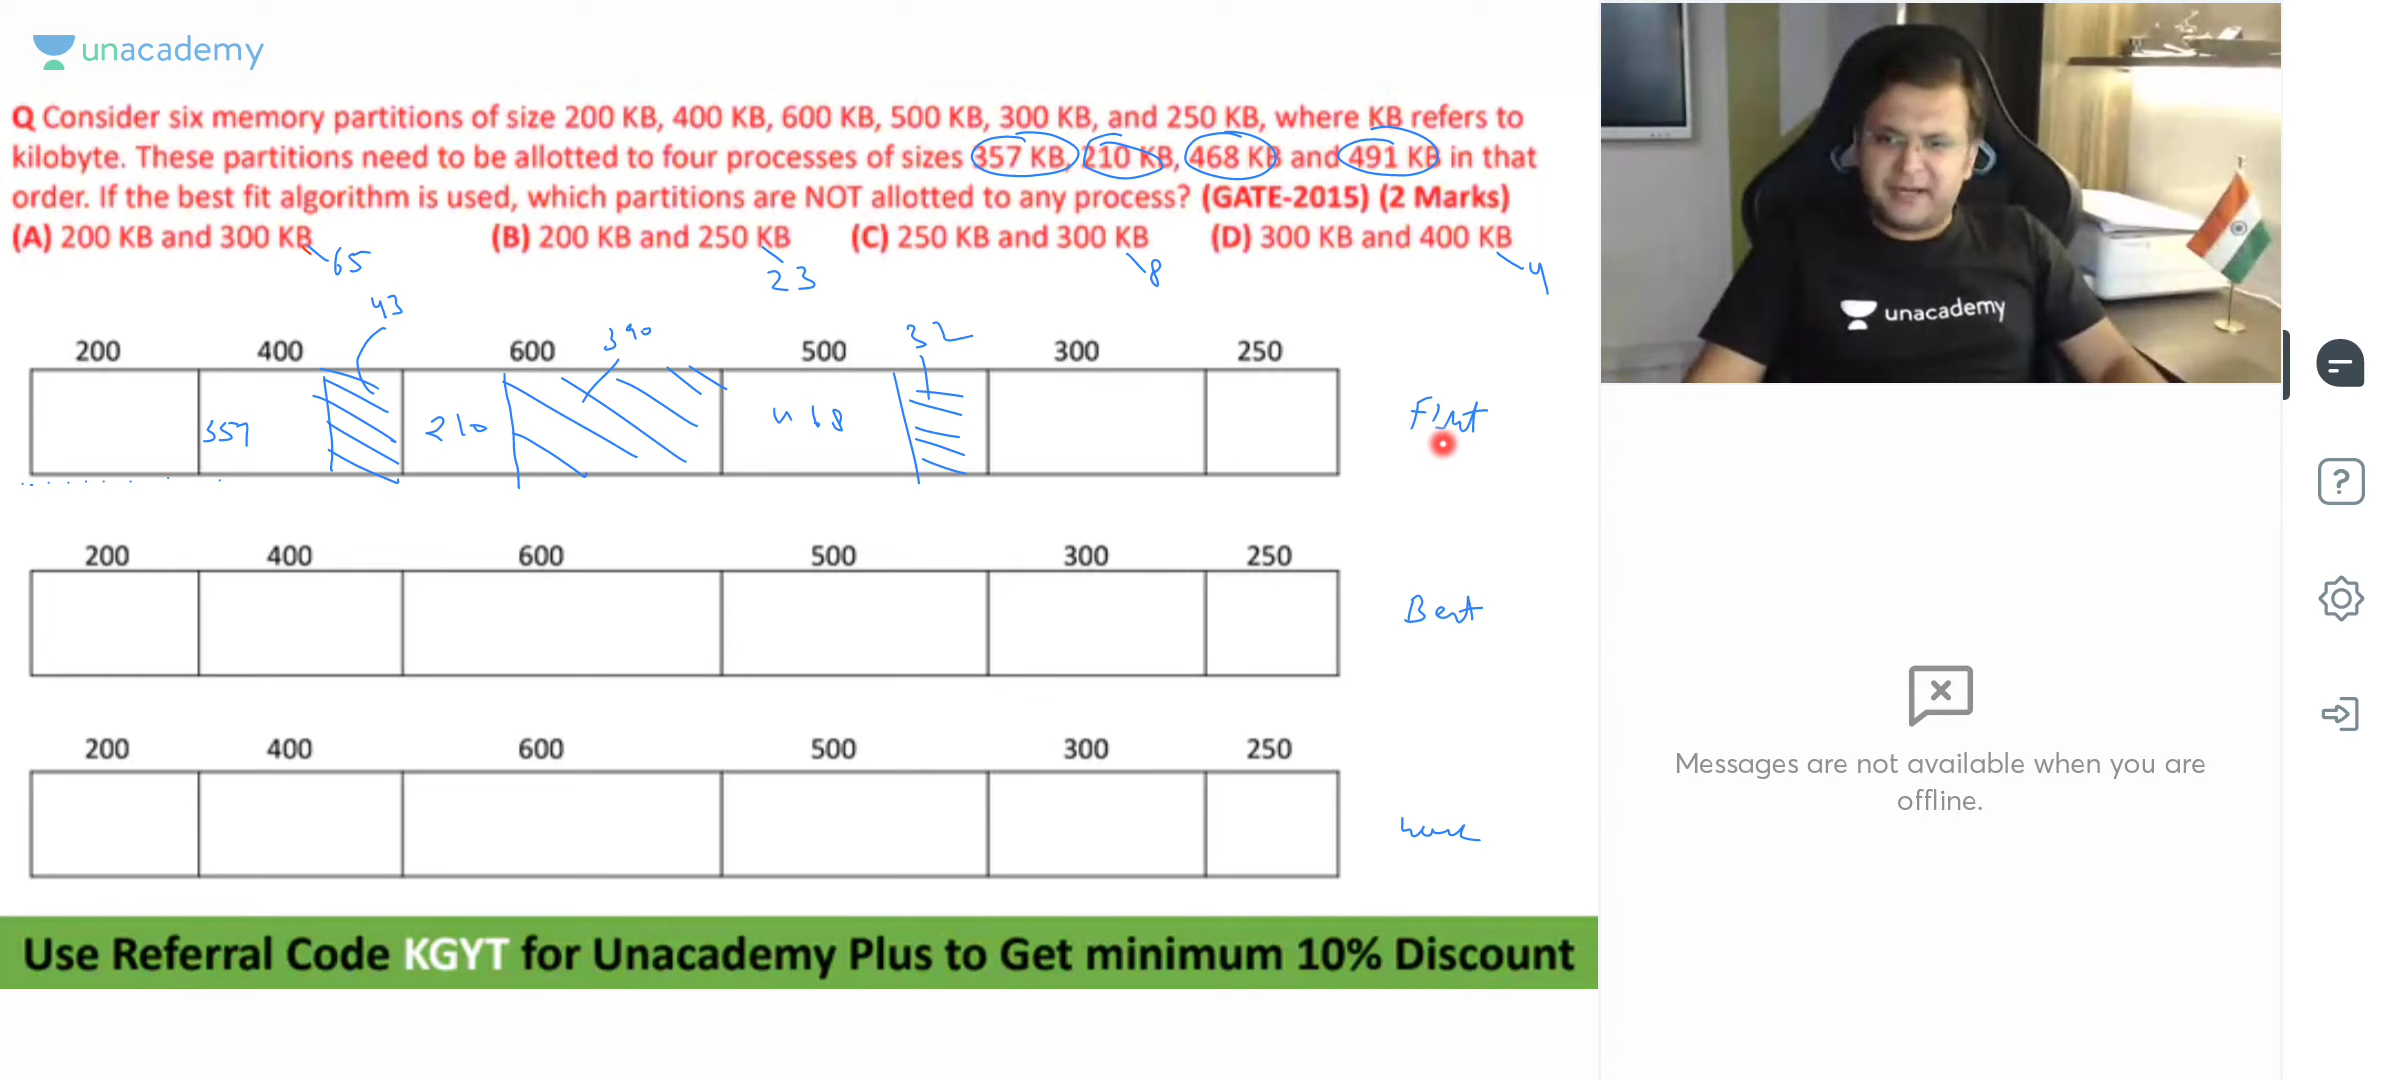 unacademy
Q Consider six memory partitions of size 200 KB, 400 KB, 600 KB, 500 KB, 300 KB, and 250 KB, where KB refers to
kilobyte. These partitions need to be allotted to four processes of sizes 357 KB, 210 KB, 468 KB and 491 KB in that
order. If the best fit algorithm is used, which partitions are NOT allotted to any process? (GATE-2015) (2 Marks)
(A) 200 KB and 300 KB (B) 200 KB and 250 KB (C) 250 KB and 300 KB (D) 300 KB and 400 KB
65 23 8 4
43 390 32
200 400 600 500 300 250
357 210 468
First
200 400 600 500 300 250
Best
200 400 600 500 300 250
Use Referral Code KGYT for Unacademy Plus to Get minimum 10% Discount
unacademy
?
Messages are not available when you are
offline.